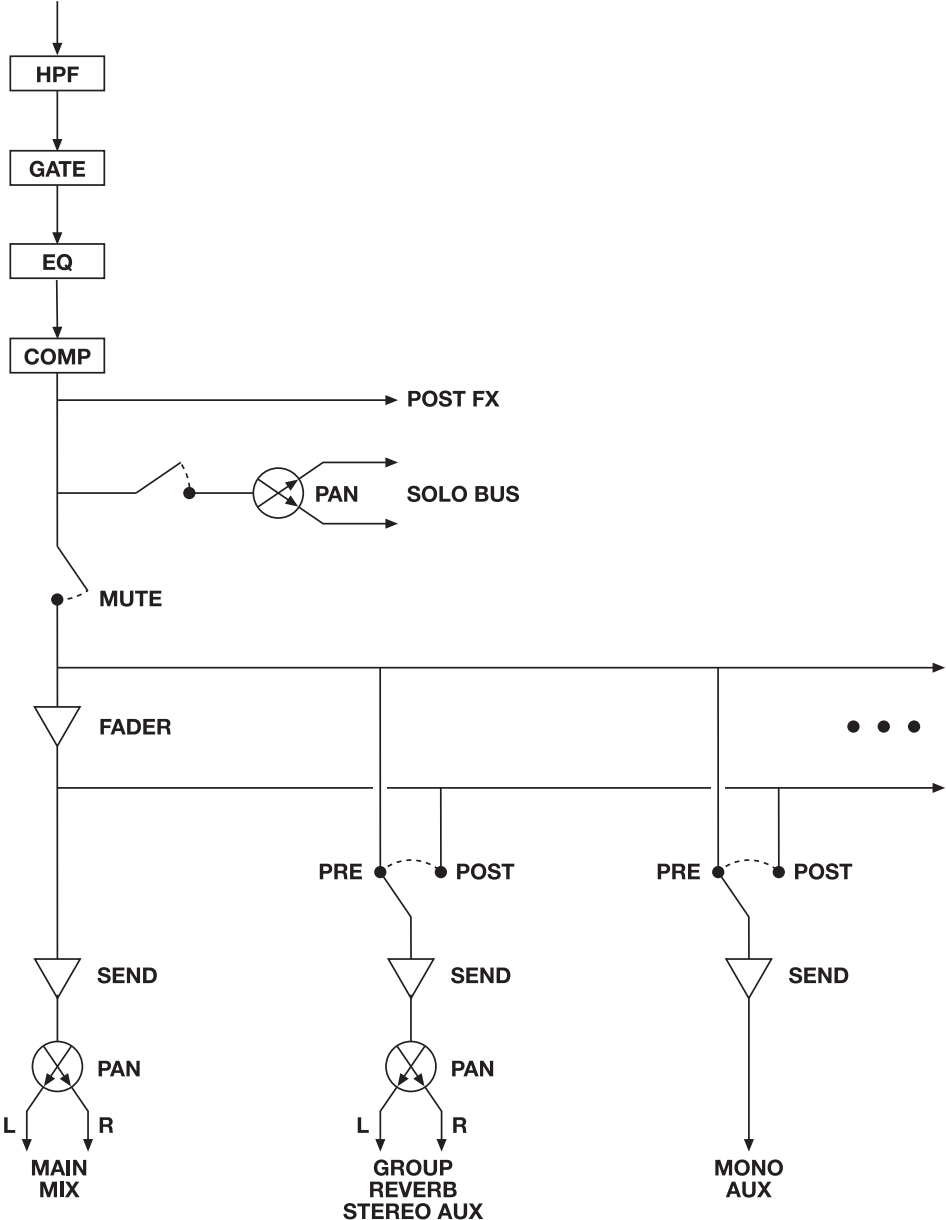 HPF
GATE
EQ
COMP
POST FX
PAN
SOLO BUS
MUTE
FADER
PRE
POST
PRE
POST
SEND
SEND
SEND
PAN
PAN
L
R
L
R
MAIN
MIX
GROUP
REVERB
STEREO AUX
MONO
AUX